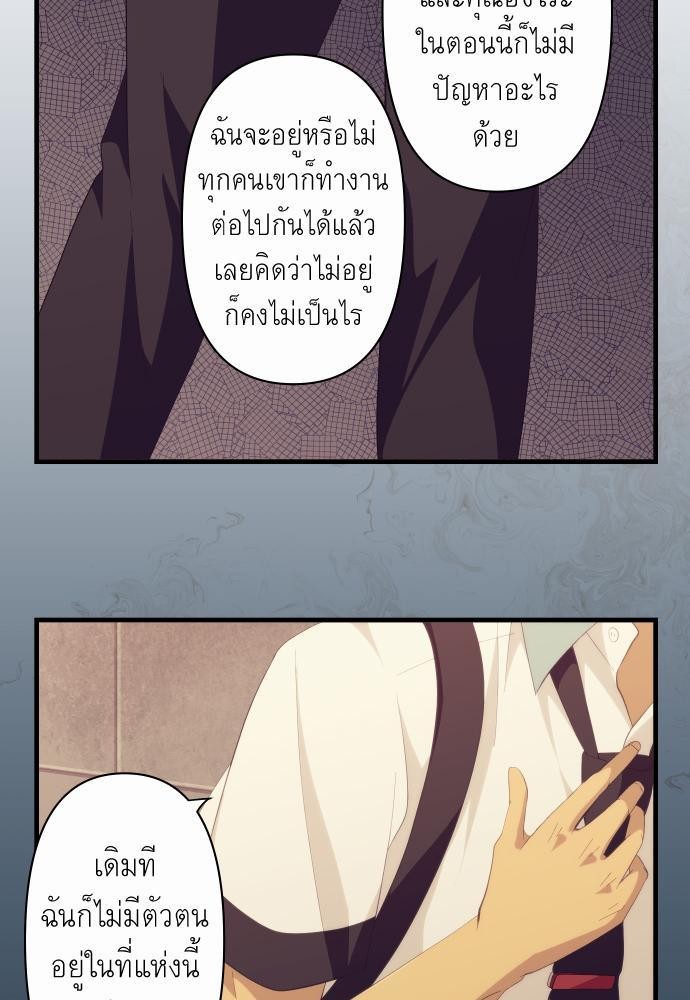 ในตอนนี้ก็ไม่มี
ปัญหาอะไร
ด้วย
ฉันจะอยู่หรือไม่
ทุกคนเขาก็ทำงาน
ต่อไปกันได้แล้ว
เลยคิดว่าไม่อยู่
ก็คงไม่เป็นไร
เดิมที
ฉันก็ไม่มีตัวตน
อยู่ในที่แห่งนี้